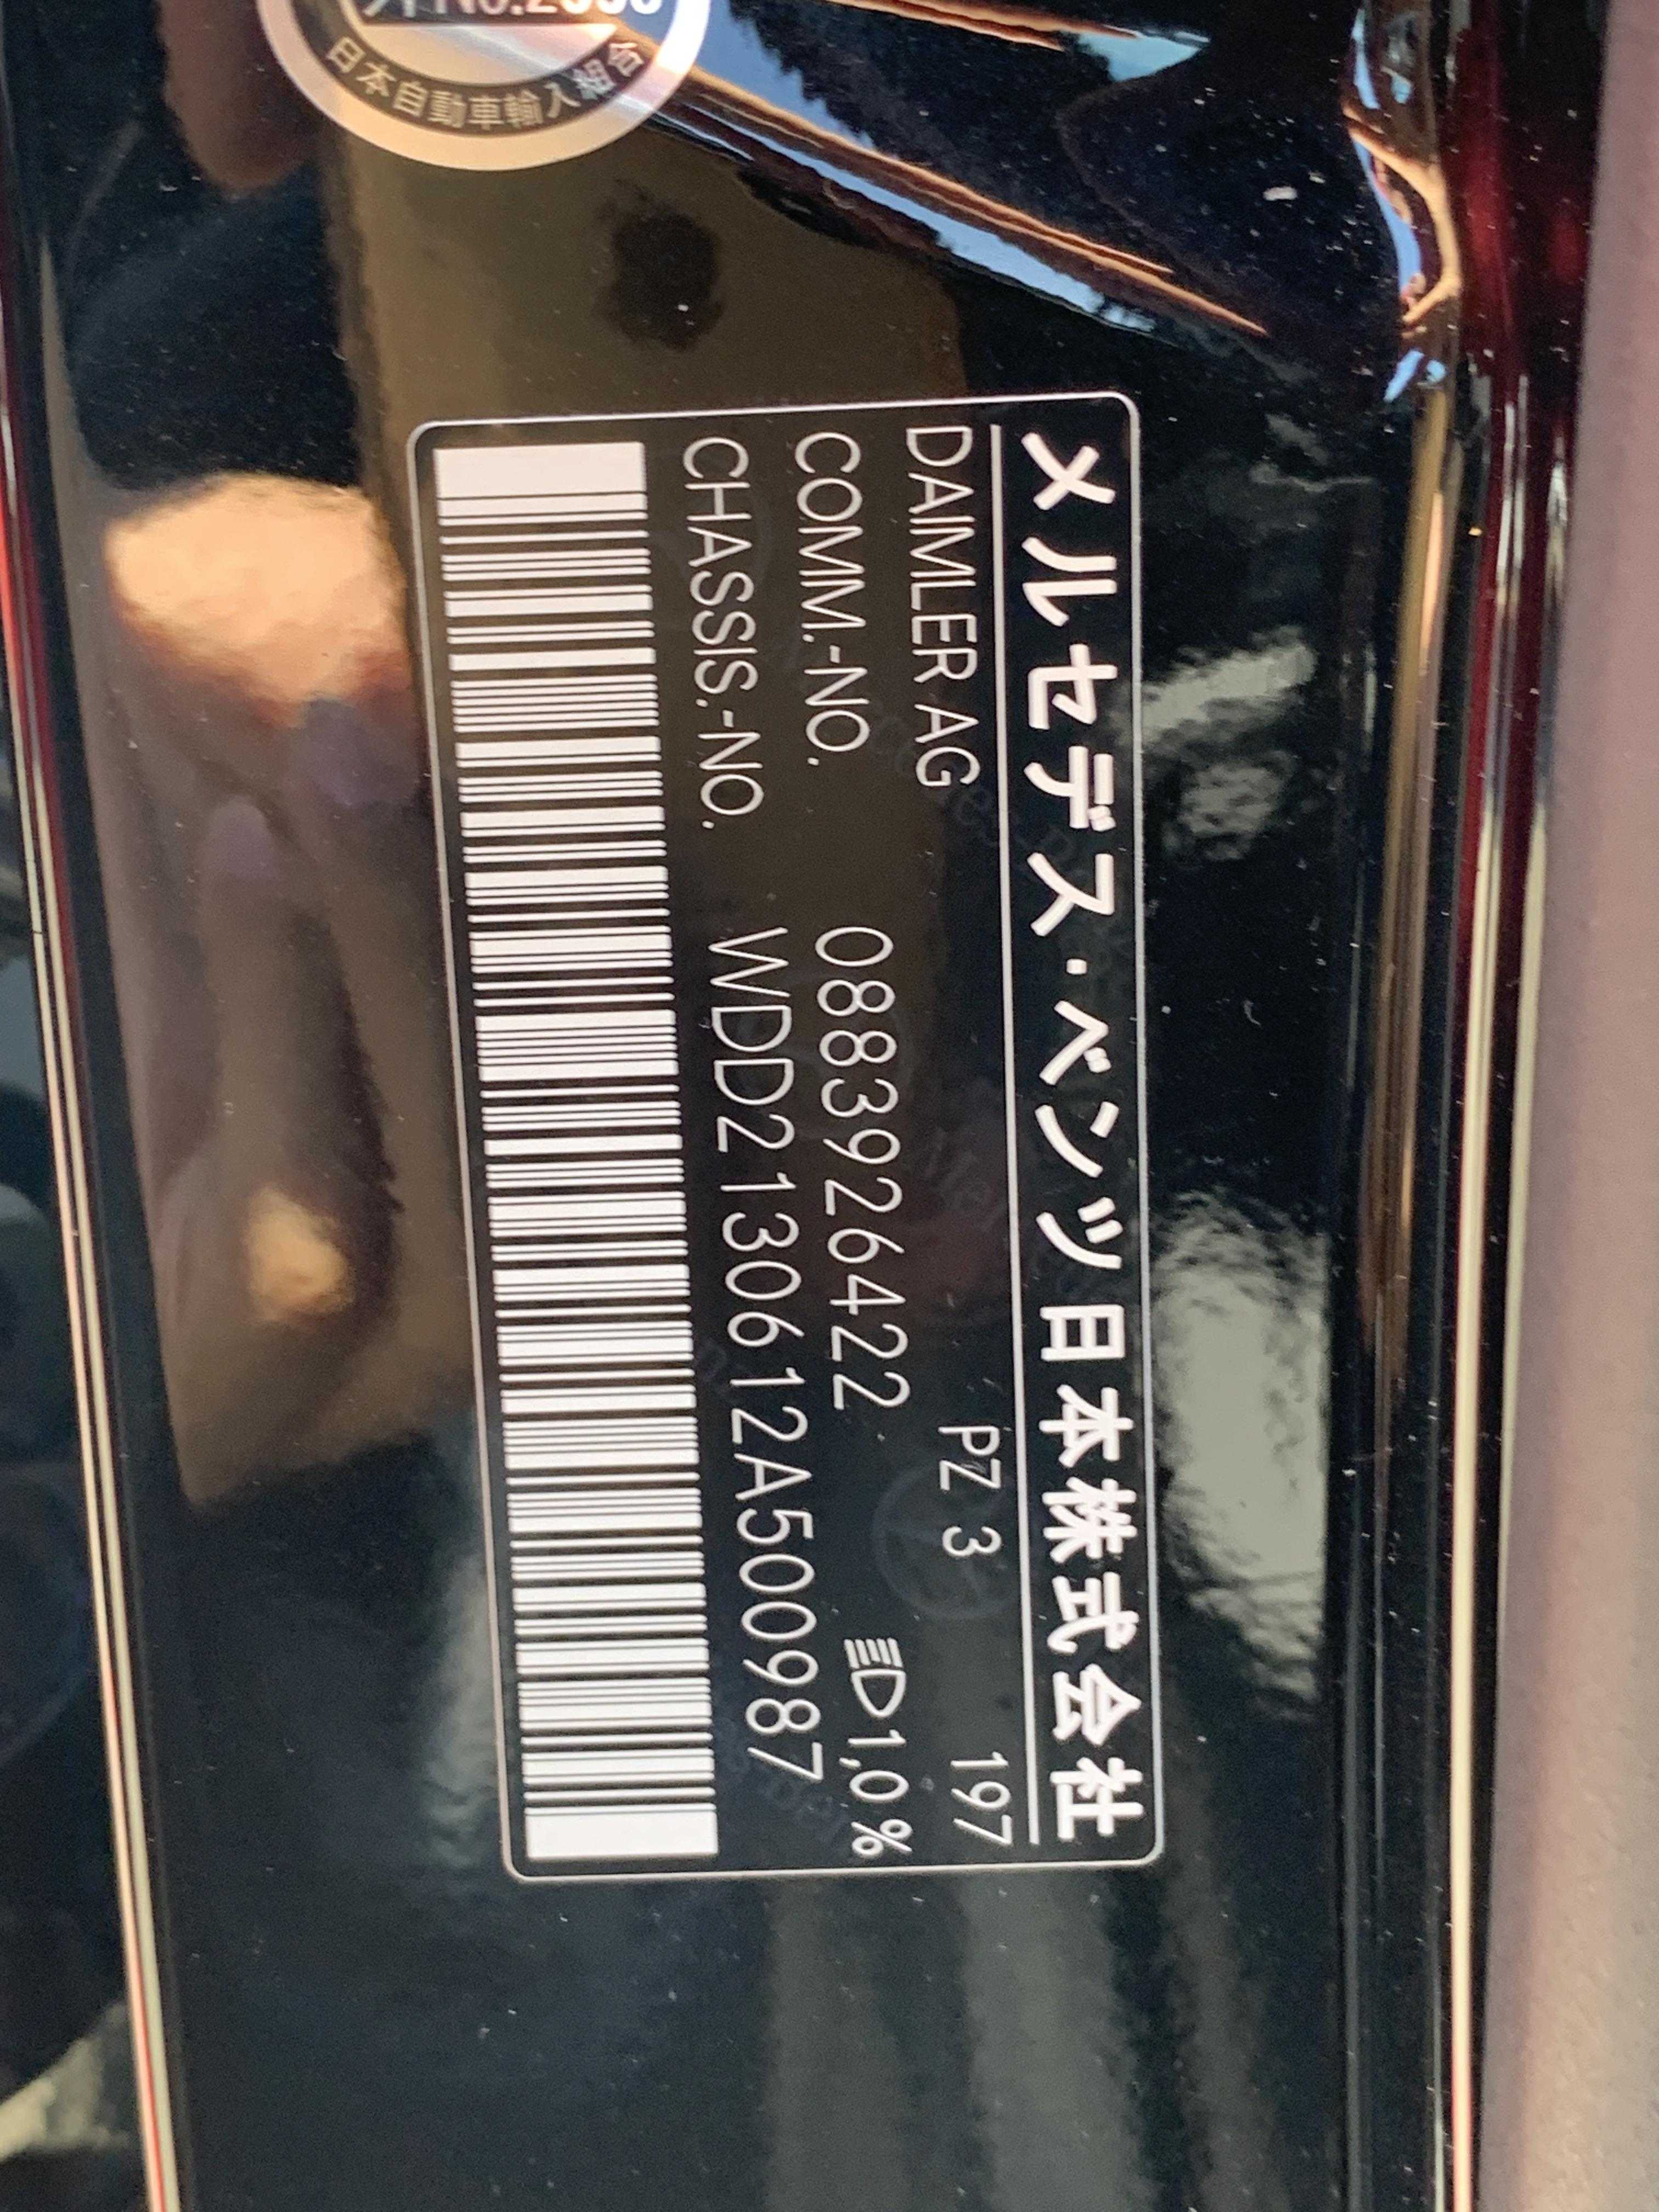 日本自動車輸入組合
メルセデス・ベンツ日本株式会社
DAIMLER AG PZ 3 197
COMM.-NO. 0883926422 1,0%
CHASSIS.-NO. WDD2130612A500987